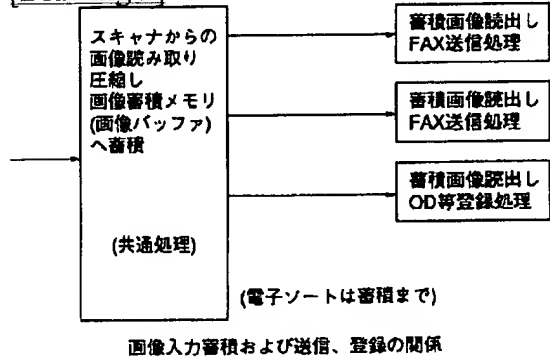 スキャナからの
画像読み取り
圧縮し
画像蓄積メモリ
(画像バッファ)
へ蓄積
(共通処理)
蓄積画像読出し
FAX送信処理
蓄積画像読出し
FAX送信処理
蓄積画像読出し
OD等登録処理
(電子ソートは蓄積まで)
画像入力蓄積および送信、登録の関係